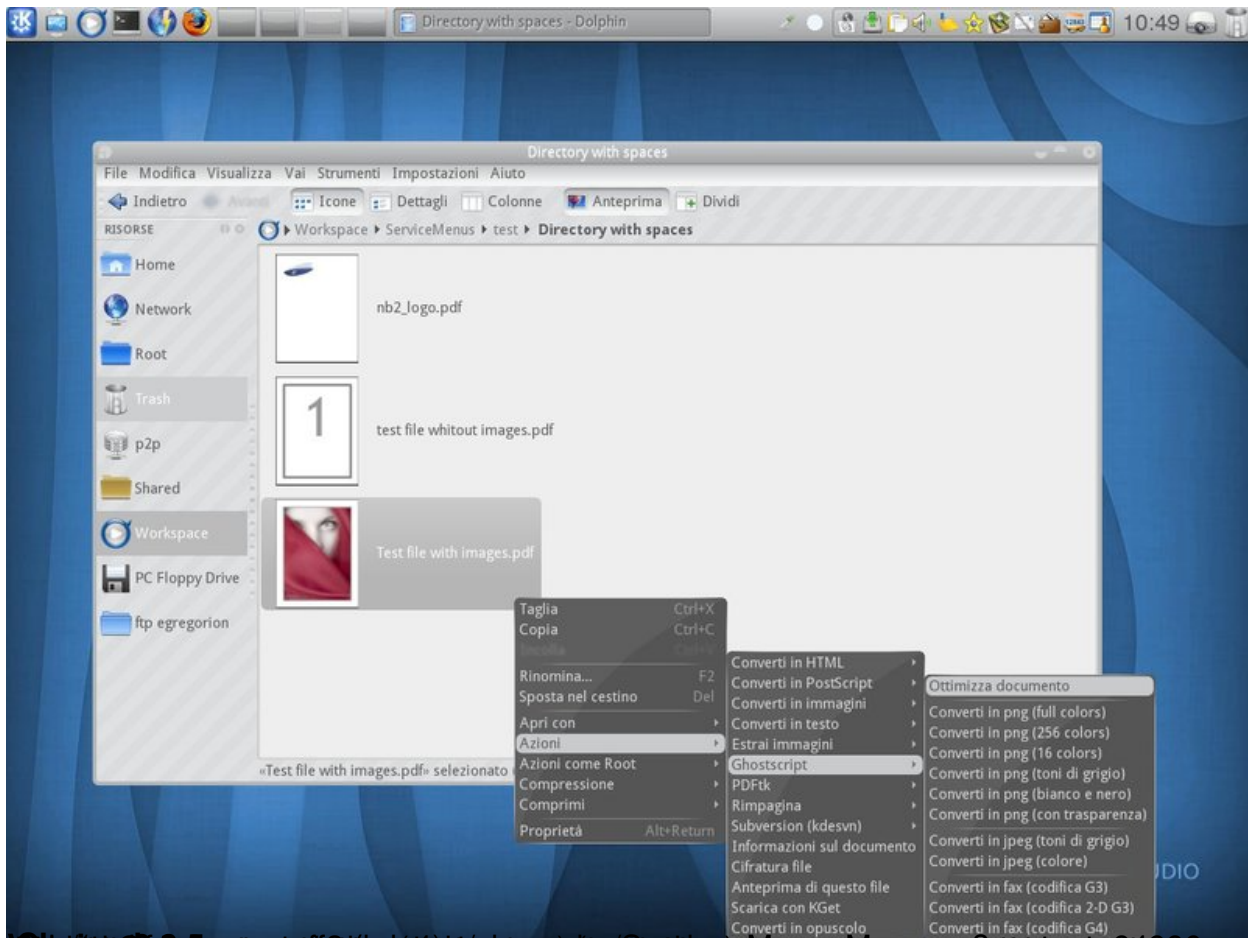 Directory with spaces - Dolphin
10:49
Directory with spaces
File Modifica Visualizza Vai Strumenti Impostazioni Aiuto
Indietro Avanti Icone Dettagli Colonne Anteprima Dividi
RISORSE
Workspace ServiceMenus test Directory with spaces
Home
Network
Root
Trash
p2p
Shared
Workspace
PC Floppy Drive
ftp egregorion
nb2_logo.pdf
1
test file whitout images.pdf
Test file with images.pdf
«Test file with images.pdf» selezionato
Taglia Ctrl+X
Copia Ctrl+C
Incolla Ctrl+V
Rinomina... F2
Sposta nel cestino Del
Apri con
Azioni
Azioni come Root
Compressione
Comprimi
Proprietá Alt+Return
Converti in HTML
Converti in PostScript
Converti in immagini
Converti in testo
Estrai immagini
Ghostscript
PDFtk
Rimpagina
Subversion (kdesvn)
Informazioni sul documento
Cifratura file
Anteprima di questo file
Scarica con KGet
Converti in opuscolo
Ottimizza documento
Converti in png (full colors)
Converti in png (256 colors)
Converti in png (16 colors)
Converti in png (toni di grigio)
Converti in png (bianco e nero)
Converti in png (con trasparenza)
Converti in jpeg (toni di grigio)
Converti in jpeg (colore)
Converti in fax (codifica G3)
Converti in fax (codifica 2-D G3)
Converti in fax (codifica G4)